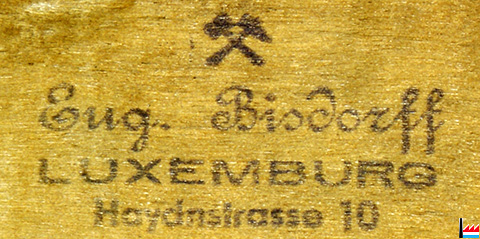 Eug. Bisdorff
LUXEMBURG
Haydnstrasse 10